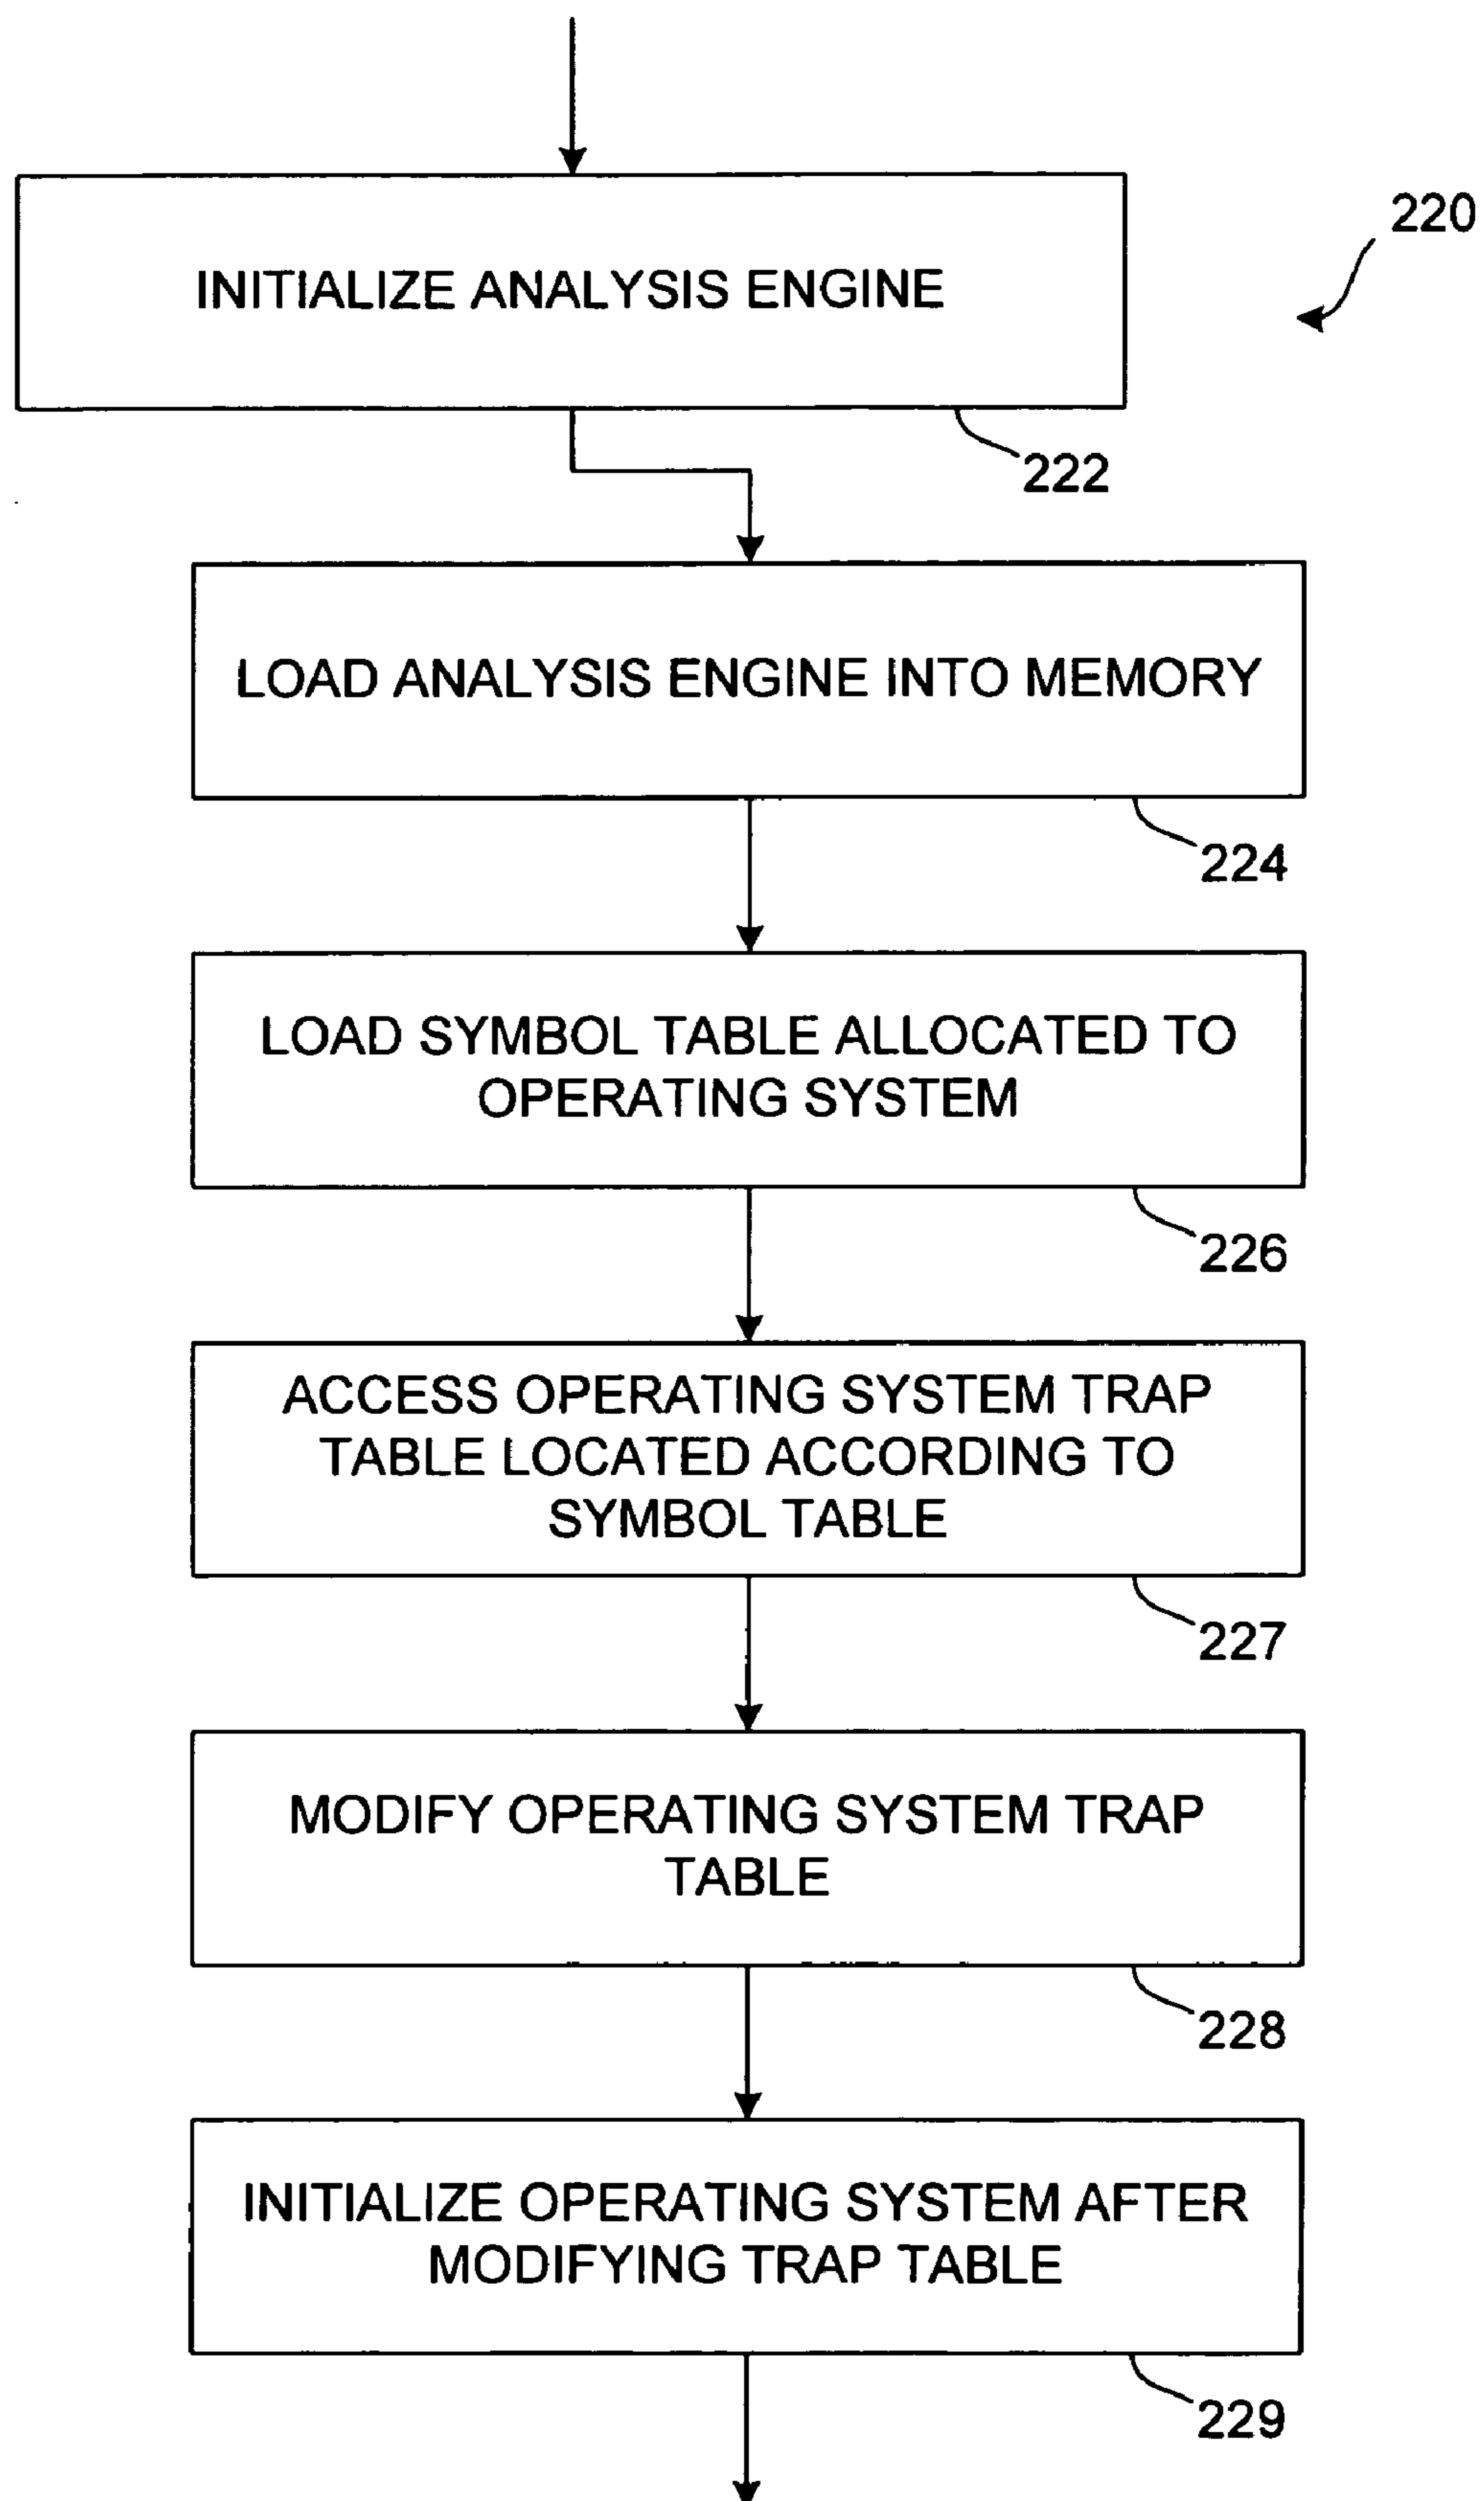 220
INITIALIZE ANALYSIS ENGINE
222
LOAD ANALYSIS ENGINE INTO MEMORY
224
LOAD SYMBOL TABLE ALLOCATED TO
OPERATING SYSTEM
226
ACCESS OPERATING SYSTEM TRAP
TABLE LOCATED ACCORDING TO
SYMBOL TABLE
227
MODIFY OPERATING SYSTEM TRAP
TABLE
228
INITIALIZE OPERATING SYSTEM AFTER
MODIFYING TRAP TABLE
229